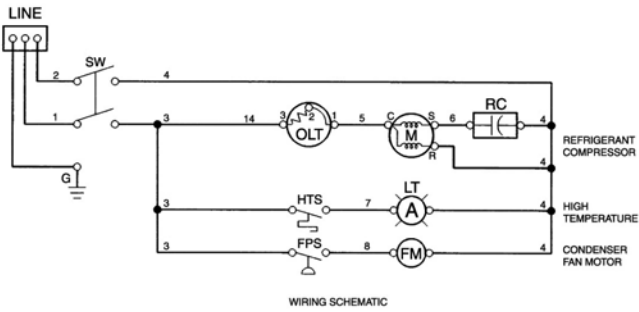 LINE
SW
2
4
1
3
14
3
2
1
OLT
5
C
S
M
R
6
RC
4
REFRIGERANT
COMPRESSOR
4
G
3
HTS
7
LT
A
4
HIGH
TEMPERATURE
3
FPS
8
FM
4
CONDENSER
FAN MOTOR
WIRING SCHEMATIC